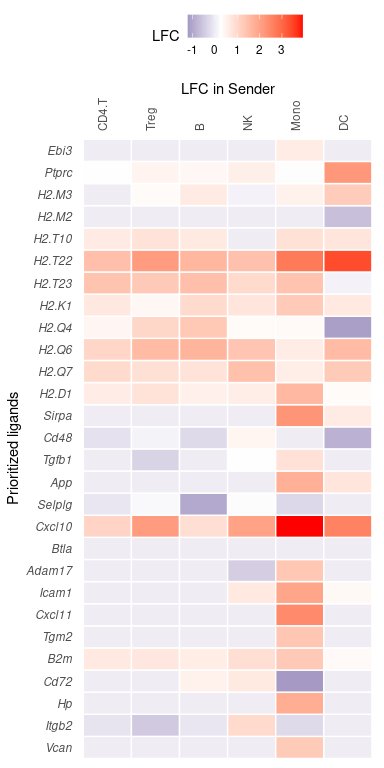 LFC
-1 0 1 2 3
LFC in Sender
CD4.T Treg B NK Mono DC
Prioritized ligands
Ebi3
Ptprc
H2.M3
H2.M2
H2.T10
H2.T22
H2.T23
H2.K1
H2.Q4
H2.Q6
H2.Q7
H2.D1
Sirpa
Cd48
Tgfb1
App
Selplg
Cxcl10
Btla
Adam17
Icam1
Cxcl11
Tgm2
B2m
Cd72
Hp
Itgb2
Vcan